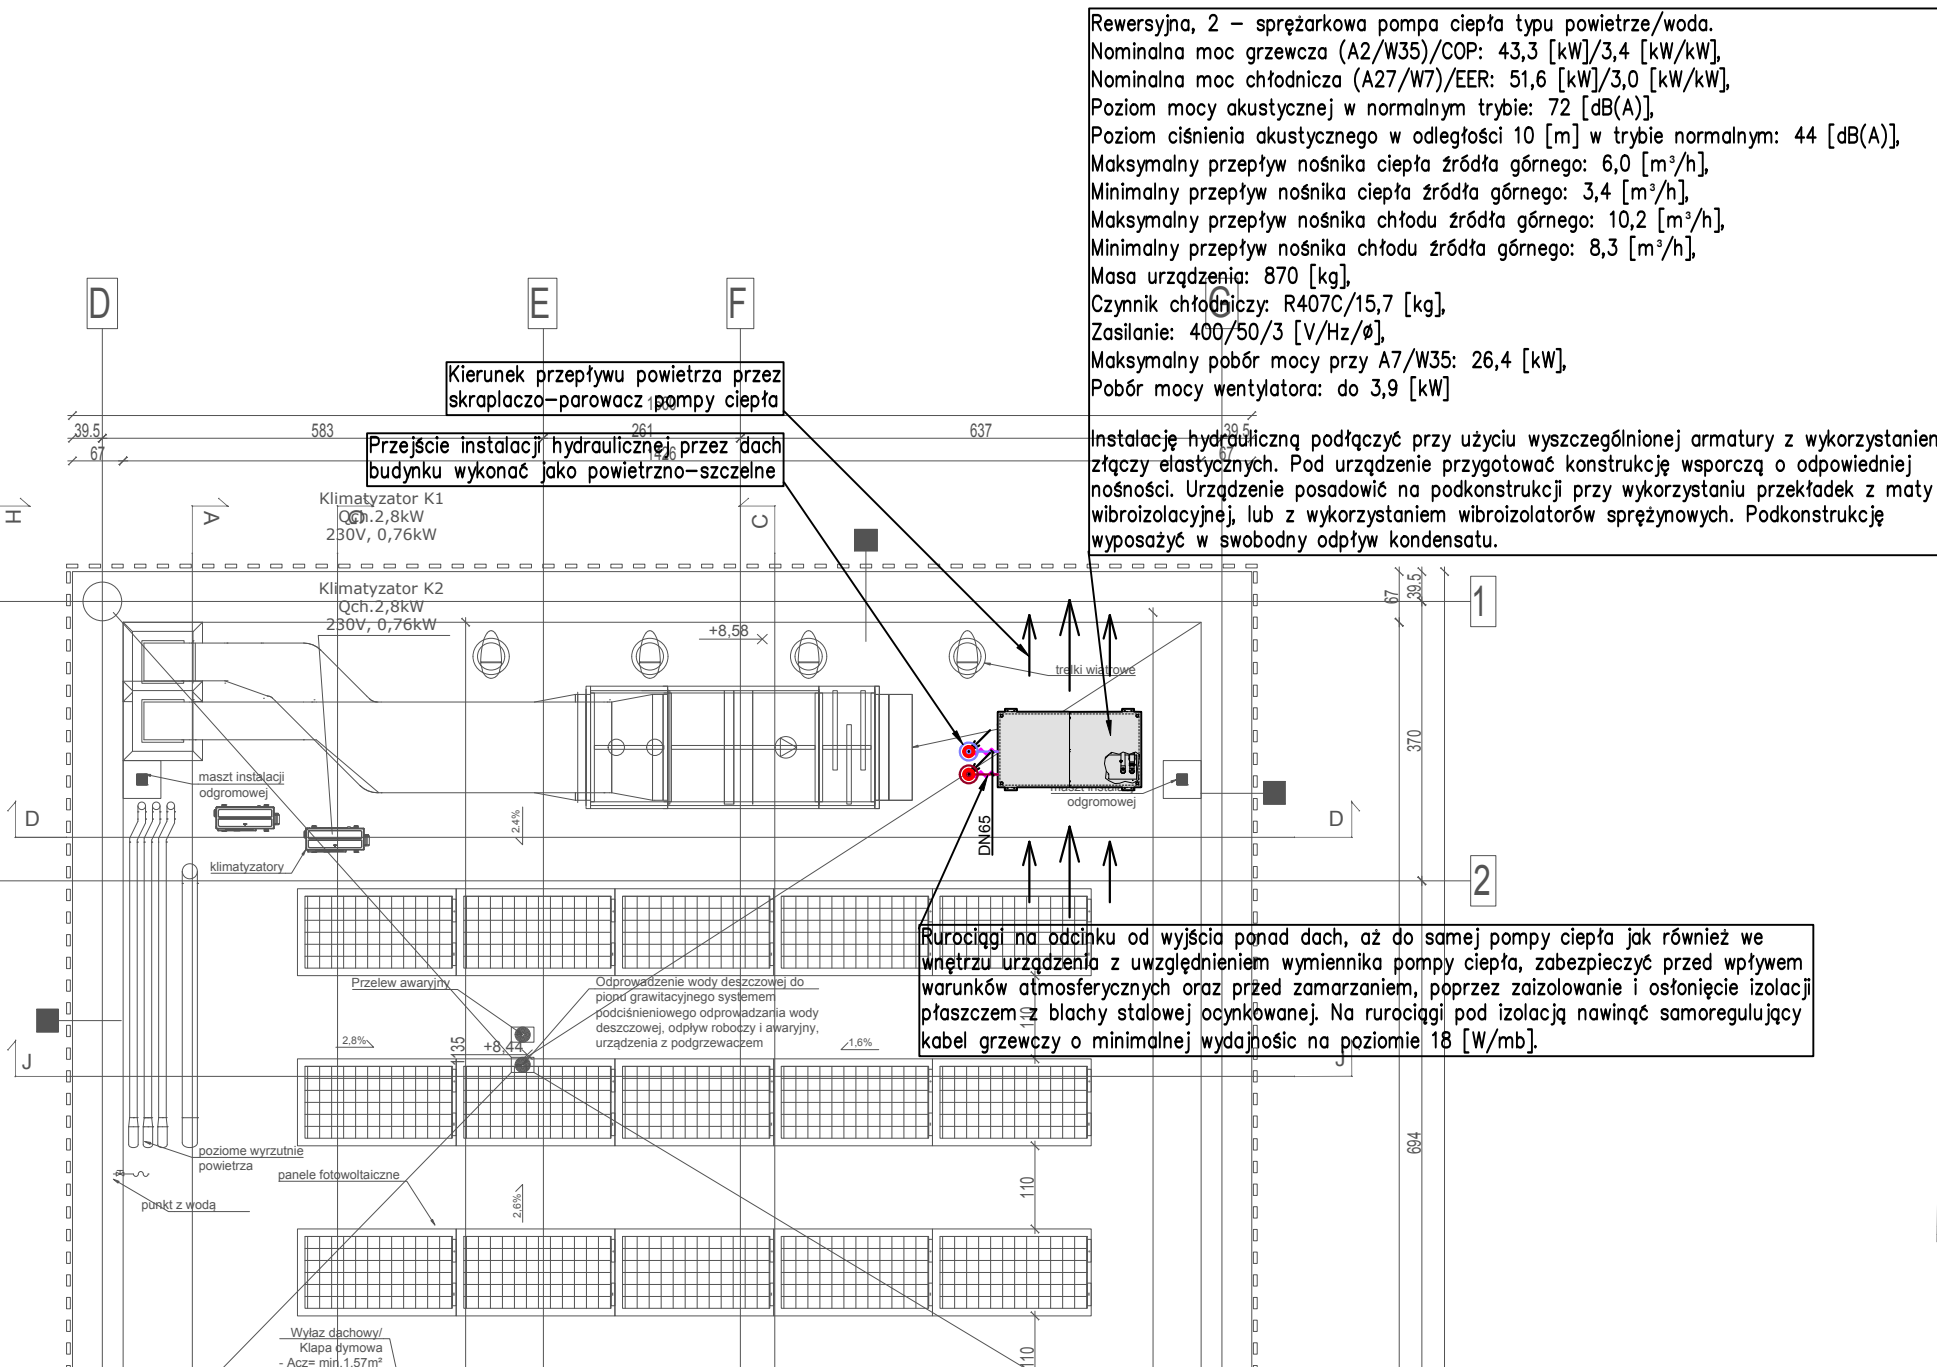 Rewersyjna, 2 – sprężarkowa pompa ciepła typu powietrze/woda.
Nominalna moc grzewcza (A2/W35)/COP: 43,3 [kW]/3,4 [kW/kW],
Nominalna moc chłodnicza (A27/W7)/EER: 51,6 [kW]/3,0 [kW/kW],
Poziom mocy akustycznej w normalnym trybie: 72 [dB(A)],
Poziom ciśnienia akustycznego w odległości 10 [m] w trybie normalnym: 44 [dB(A)],
Maksymalny przepływ nośnika ciepła źródła górnego: 6,0 [m³/h],
Minimalny przepływ nośnika ciepła źródła górnego: 3,4 [m³/h],
Maksymalny przepływ nośnika chłodu źródła górnego: 10,2 [m³/h],
Minimalny przepływ nośnika chłodu źródła górnego: 8,3 [m³/h],
Masa urządzenia: 870 [kg],
Czynnik chłodniczy: R407C/15,7 [kg],
Zasilanie: 400/50/3 [V/Hz/ø],
Maksymalny pobór mocy przy A7/W35: 26,4 [kW],
Pobór mocy wentylatora: do 3,9 [kW]
Instalację hydrauliczną podłączyć przy użyciu wyszczególnionej armatury z wykorzystaniem
złączy elastycznych. Pod urządzenie przygotować konstrukcję wsporczą o odpowiedniej
nośności. Urządzenie posadowić na podkonstrukcji przy wykorzystaniu przekładek z maty
wibroizolacyjnej, lub z wykorzystaniem wibroizolatorów sprężynowych. Podkonstrukcję
wyposażyć w swobodny odpływ kondensatu.
D
E
F
G
Kierunek przepływu powietrza przez
skraplaczo-parowacz pompy ciepła
39.5
583
261
637
39.5
Przejście instalacji hydraulicznej przez dach
budynku wykonać jako powietrzno-szczelne
67
1426
67
H
A
G
C
Klimatyzator K1
Qch.2,8kW
230V, 0,76kW
Klimatyzator K2
Qch.2,8kW
230V, 0,76kW
+8,58
67
39.5
1
370
2
694
maszt instalacji
odgromowej
odgromowej
D
D
klimatyzatory
2.4%
DN65
Rurociągi na odcinku od wyjścia ponad dach, aż do samej pompy ciepła jak również we
wnętrzu urządzenia z uwzględnieniem wymiennika pompy ciepła, zabezpieczyć przed wpływem
warunków atmosferycznych oraz przed zamarzaniem, poprzez zaizolowanie i osłonięcie izolacji
płaszczem z blachy stalowej ocynkowanej. Na rurociągi pod izolacją nawinąć samoregulujący
kabel grzewczy o minimalnej wydajnośic na poziomie 18 [W/mb].
Przelew awaryjny
Odprowadzenie wody deszczowej do
pionu grawitacyjnego systemem
podciśnieniowego odprowadzania wody
deszczowej, odpływ roboczy i awaryjny,
urządzenia z podgrzewaczem
2,8%
1135
+8,44
1,6%
110
J
J
poziome wyrzutnie
powietrza
panele fotowoltaiczne
punkt z wodą
2,6%
110
Wyłaz dachowy/
Klapa dymowa
- Acz= min.1,57m²
110